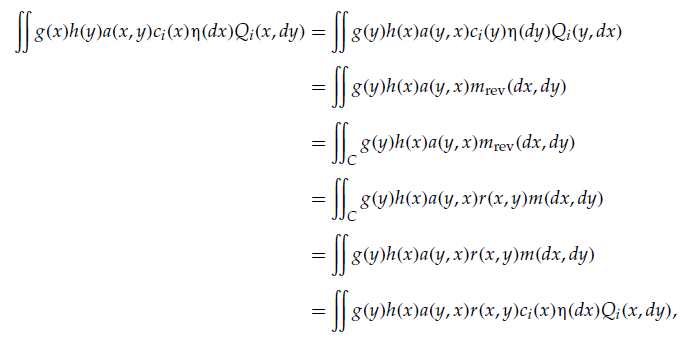 ∬ g(x)h(y)a(x,y)c_i(x)η(dx)Q_i(x,dy) = ∬ g(y)h(x)a(y,x)c_i(y)η(dy)Q_i(y,dx)
= ∬ g(y)h(x)a(y,x)m_rev(dx,dy)
= ∬_C g(y)h(x)a(y,x)m_rev(dx,dy)
= ∬_C g(y)h(x)a(y,x)r(x,y)m(dx,dy)
= ∬ g(y)h(x)a(y,x)r(x,y)m(dx,dy)
= ∬ g(y)h(x)a(y,x)r(x,y)c_i(x)η(dx)Q_i(x,dy),